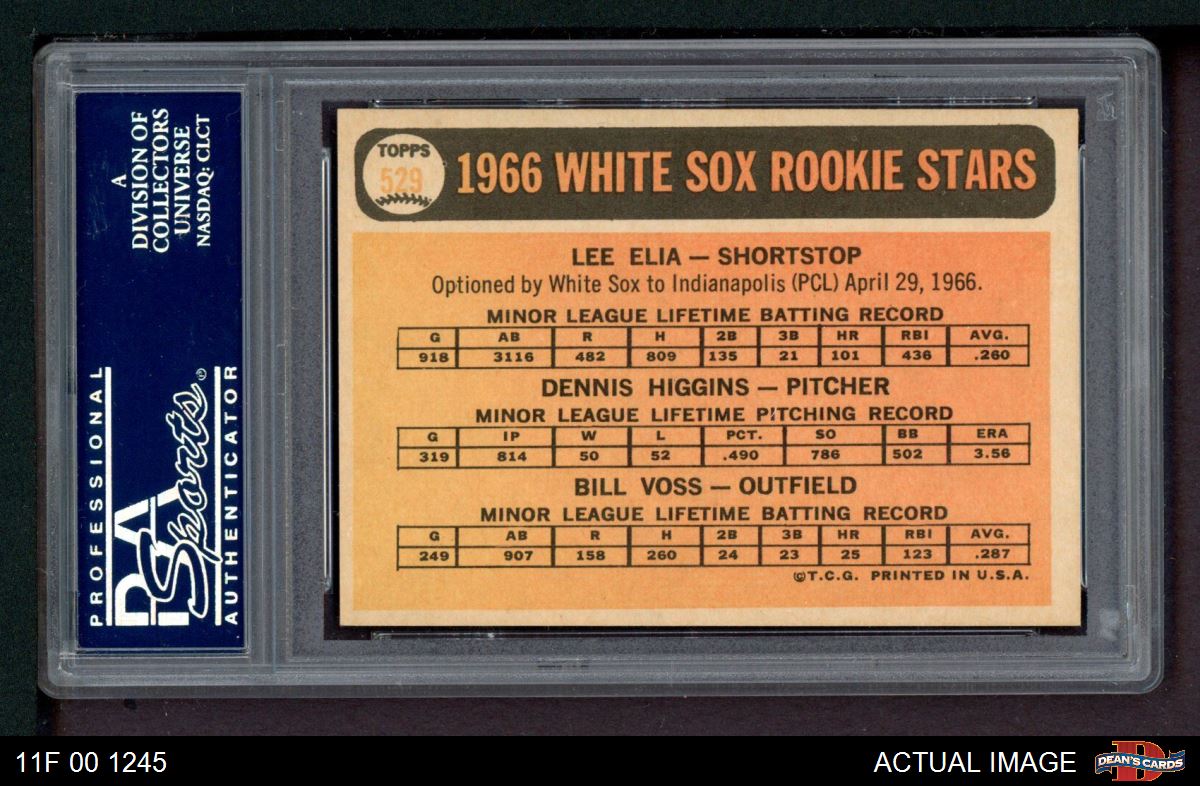 A
DIVISION OF
COLLECTORS
UNIVERSE
NASDAQ: CLCT
PROFESSIONAL
PSA
Sports
AUTHENTICATOR
TOPPS
529
1966 WHITE SOX ROOKIE STARS
LEE ELIA — SHORTSTOP
Optioned by White Sox to Indianapolis (PCL) April 29, 1966.
MINOR LEAGUE LIFETIME BATTING RECORD
G AB R H 2B 3B HR RBI AVG.
918 3116 482 809 135 21 101 436 .260
DENNIS HIGGINS — PITCHER
MINOR LEAGUE LIFETIME PITCHING RECORD
G IP W L PCT. SO BB ERA
319 814 50 52 .490 786 502 3.56
BILL VOSS — OUTFIELD
MINOR LEAGUE LIFETIME BATTING RECORD
G AB R H 2B 3B HR RBI AVG.
249 907 158 260 24 23 25 123 .287
©T.C.G. PRINTED IN U.S.A.
11F 00 1245
ACTUAL IMAGE
D
DEAN'S CARDS